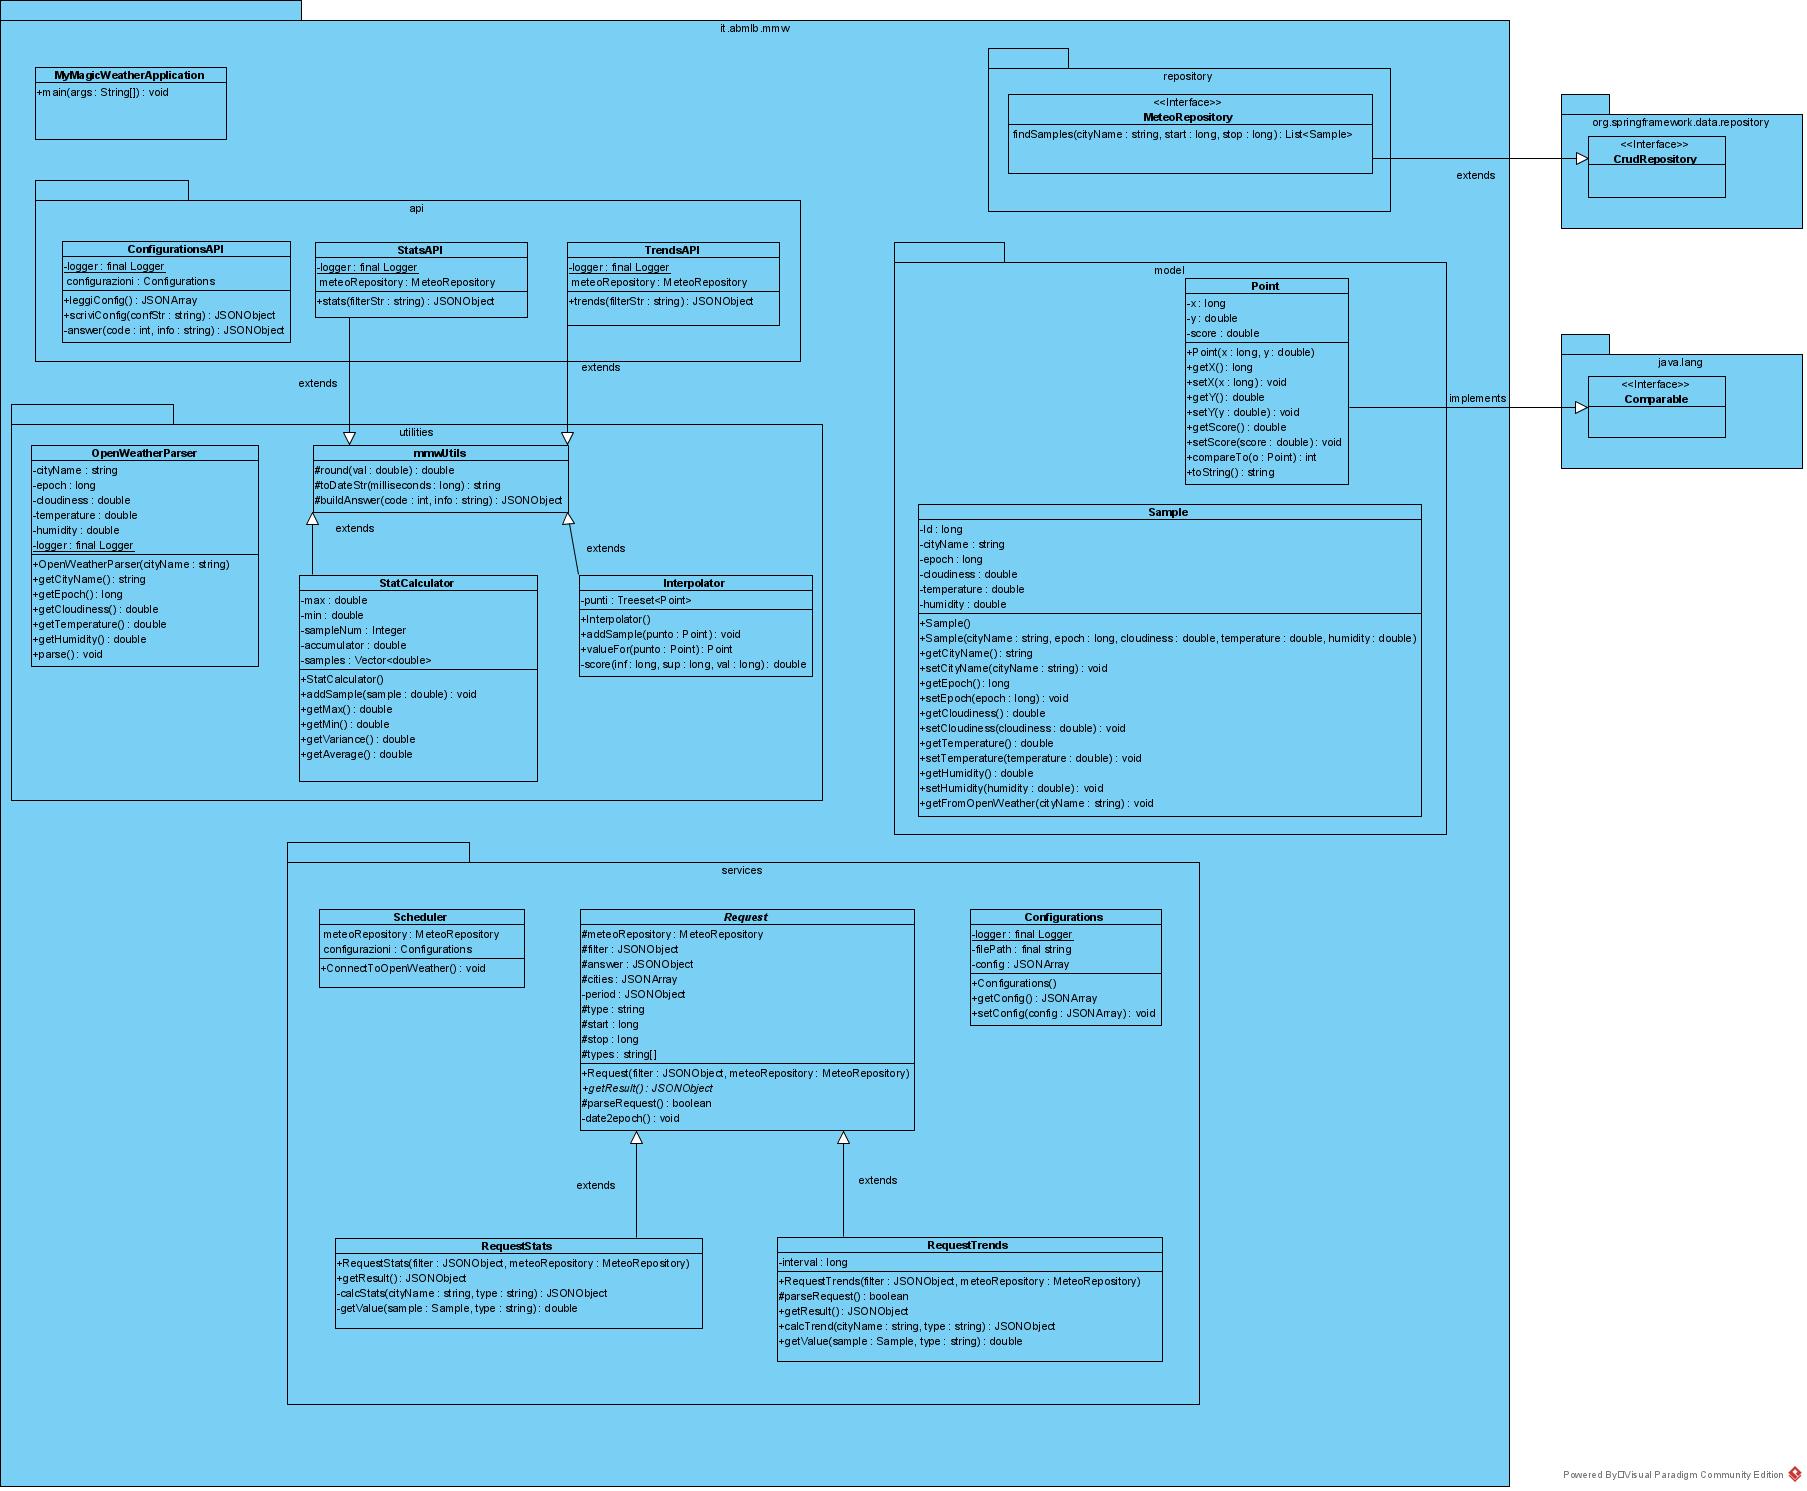 it.abmlb.mmw
MyMagicWeatherApplication
+main(args : String[]) : void
repository
<<Interface>>
MeteoRepository
findSamples(cityName : string, start : long, stop : long) : List<Sample>
extends
org.springframework.data.repository
<<Interface>>
CrudRepository
api
ConfigurationsAPI
-logger : final Logger
configurazioni : Configurations
+leggiConfig() : JSONArray
+scriviConfig(confStr : string) : JSONObject
-answer(code : int, info : string) : JSONObject
StatsAPI
-logger : final Logger
meteoRepository : MeteoRepository
+stats(filterStr : string) : JSONObject
TrendsAPI
-logger : final Logger
meteoRepository : MeteoRepository
+trends(filterStr : string) : JSONObject
extends
extends
model
Point
-x : long
-y : double
-score : double
+Point(x : long, y : double)
+getX() : long
+setX(x : long) : void
+getY() : double
+setY(y : double) : void
+getScore() : double
+setScore(score : double) : void
+compareTo(o : Point) : int
+toString() : string
implements
java.lang
<<Interface>>
Comparable
Sample
-Id : long
-cityName : string
-epoch : long
-cloudiness : double
-temperature : double
-humidity : double
+Sample()
+Sample(cityName : string, epoch : long, cloudiness : double, temperature : double, humidity : double)
+getCityName() : string
+setCityName(cityName : string) : void
+getEpoch() : long
+setEpoch(epoch : long) : void
+getCloudiness() : double
+setCloudiness(cloudiness : double) : void
+getTemperature() : double
+setTemperature(temperature : double) : void
+getHumidity() : double
+setHumidity(humidity : double) : void
+getFromOpenWeather(cityName : string) : void
utilities
OpenWeatherParser
-cityName : string
-epoch : long
-cloudiness : double
-temperature : double
-humidity : double
-logger : final Logger
+OpenWeatherParser(cityName : string)
+getCityName() : string
+getEpoch() : long
+getCloudiness() : double
+getTemperature() : double
+getHumidity() : double
+parse() : void
mmwUtils
#round(val : double) : double
#toDateStr(milliseconds : long) : string
#buildAnswer(code : int, info : string) : JSONObject
extends
extends
StatCalculator
-max : double
-min : double
-sampleNum : Integer
-accumulator : double
-samples : Vector<double>
+StatCalculator()
+addSample(sample : double) : void
+getMax() : double
+getMin() : double
+getVariance() : double
+getAverage() : double
Interpolator
-punti : Treeset<Point>
+Interpolator()
+addSample(punto : Point) : void
+valueFor(punto : Point) : Point
-score(inf : long, sup : long, val : long) : double
services
Scheduler
meteoRepository : MeteoRepository
configurazioni : Configurations
+ConnectToOpenWeather() : void
Request
#meteoRepository : MeteoRepository
#filter : JSONObject
#answer : JSONObject
#cities : JSONArray
-period : JSONObject
#type : string
#start : long
#stop : long
#types : string[]
+Request(filter : JSONObject, meteoRepository : MeteoRepository)
+getResult() : JSONObject
#parseRequest() : boolean
-date2epoch() : void
Configurations
-logger : final Logger
-filePath : final string
-config : JSONArray
+Configurations()
+getConfig() : JSONArray
+setConfig(config : JSONArray) : void
extends
extends
RequestStats
+RequestStats(filter : JSONObject, meteoRepository : MeteoRepository)
+getResult() : JSONObject
-calcStats(cityName : string, type : string) : JSONObject
-getValue(sample : Sample, type : string) : double
RequestTrends
-interval : long
+RequestTrends(filter : JSONObject, meteoRepository : MeteoRepository)
#parseRequest() : boolean
+getResult() : JSONObject
+calcTrend(cityName : string, type : string) : JSONObject
+getValue(sample : Sample, type : string) : double
Powered By□Visual Paradigm Community Edition